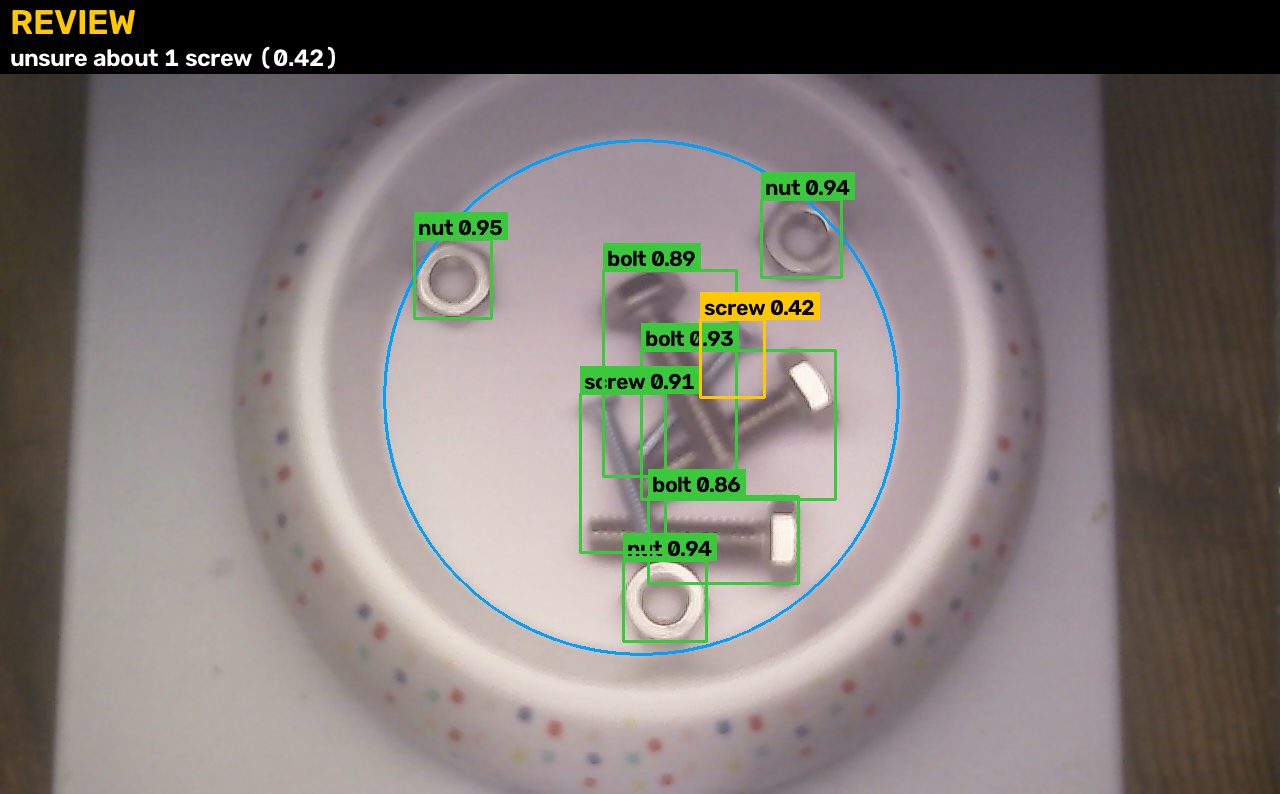 REVIEW
unsure about 1 screw (0.42)
nut 0.94
nut 0.95
bolt 0.89
screw 0.42
bolt 0.93
screw 0.91
bolt 0.86
nut 0.94